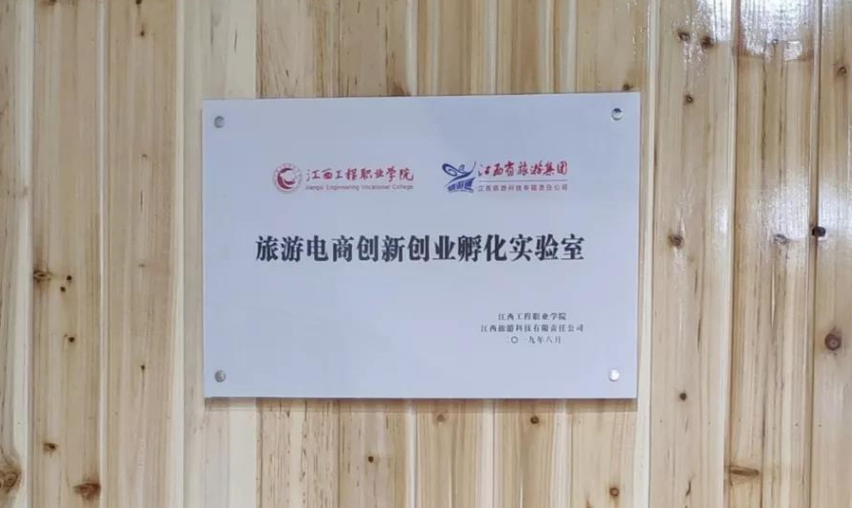 江西工程职业学院 江西省旅游集团
Jiangxi Engineering Vocational College 江西旅游科技有限责任公司
旅游电商创新创业孵化实验室
江西工程职业学院
江西旅游科技有限责任公司
二〇一九年八月